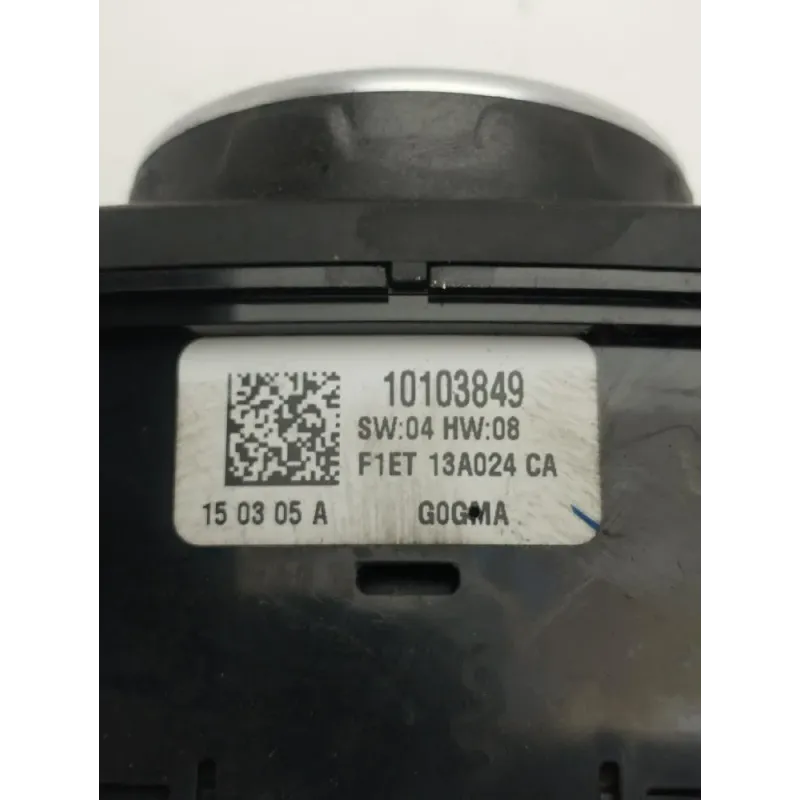 10103849
SW:04 HW:08
F1ET 13A024 CA
15 03 05 A G0GMA